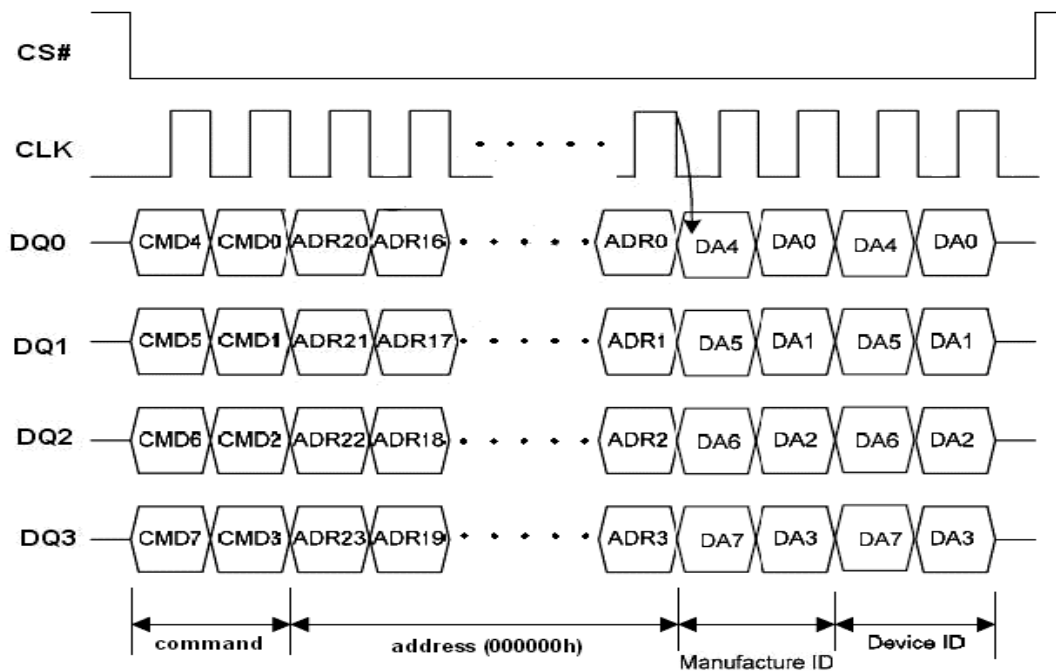 CS#
CLK
DQ0 CMD4 CMD0 ADR20 ADR16 ADR0 DA4 DA0 DA4 DA0
DQ1 CMD5 CMD1 ADR21 ADR17 ADR1 DA5 DA1 DA5 DA1
DQ2 CMD6 CMD2 ADR22 ADR18 ADR2 DA6 DA2 DA6 DA2
DQ3 CMD7 CMD3 ADR23 ADR19 ADR3 DA7 DA3 DA7 DA3
command address (000000h) Manufacture ID Device ID